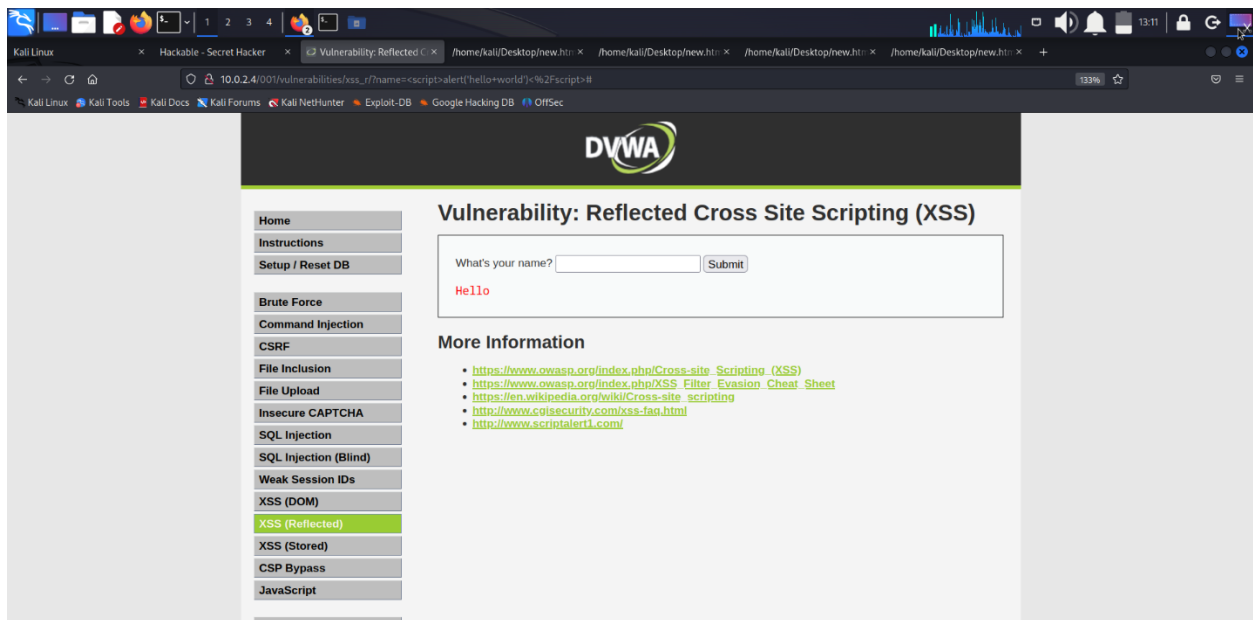 1 2 3 4
2
13:11
Kali Linux
Hackable - Secret Hacker
Vulnerability: Reflected C
/home/kali/Desktop/new.htm
/home/kali/Desktop/new.htm
/home/kali/Desktop/new.htm
/home/kali/Desktop/new.htm
10.0.2.4/001/vulnerabilities/xss_r/?name=<script>alert('hello+world')<%2Fscript>#
133%
Kali Linux Kali Tools Kali Docs Kali Forums Kali NetHunter Exploit-DB Google Hacking DB OffSec
DVWA
Home
Instructions
Setup / Reset DB
Brute Force
Command Injection
CSRF
File Inclusion
File Upload
Insecure CAPTCHA
SQL Injection
SQL Injection (Blind)
Weak Session IDs
XSS (DOM)
XSS (Reflected)
XSS (Stored)
CSP Bypass
JavaScript
Vulnerability: Reflected Cross Site Scripting (XSS)
What's your name? Submit
Hello
More Information
https://www.owasp.org/index.php/Cross-site_Scripting_(XSS)
https://www.owasp.org/index.php/XSS_Filter_Evasion_Cheat_Sheet
https://en.wikipedia.org/wiki/Cross-site_scripting
http://www.cgisecurity.com/xss-faq.html
http://www.scriptalert1.com/